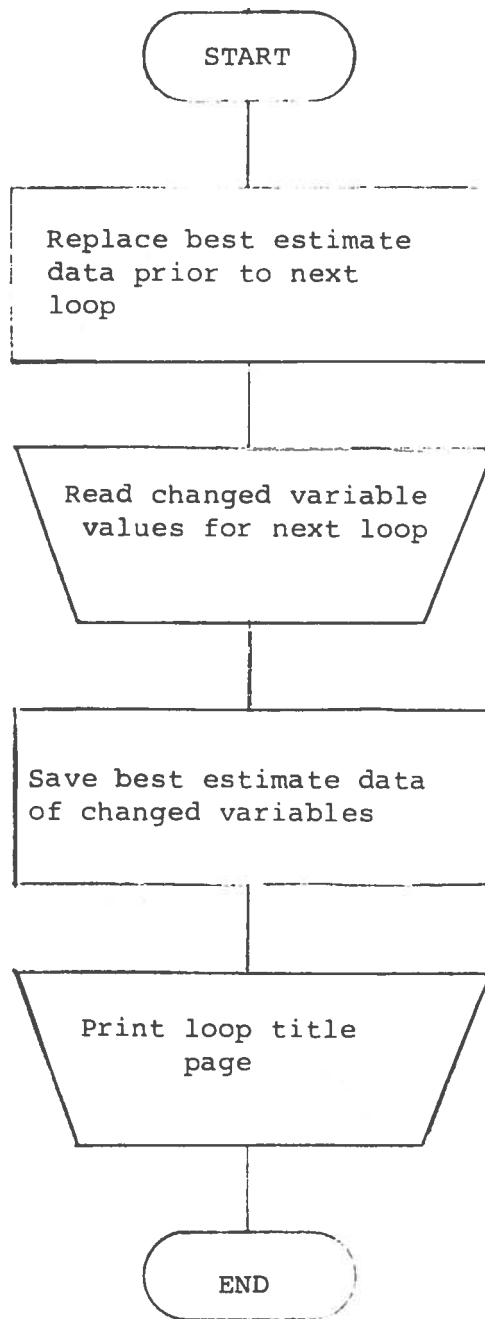 START
Replace best estimate
data prior to next
loop
Read changed variable
values for next loop
Save best estimate data
of changed variables
Print loop title
page
END